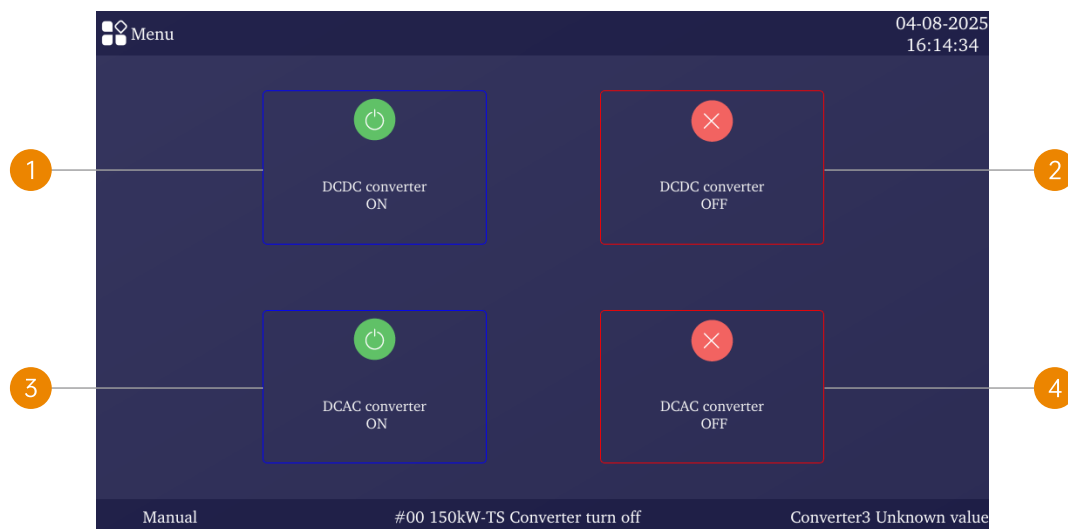 Menu
04-08-2025
16:14:34
1
DCDC converter
ON
DCDC converter
OFF
2
3
DCAC converter
ON
DCAC converter
OFF
4
Manual
#00 150kW-TS Converter turn off
Converter3 Unknown value